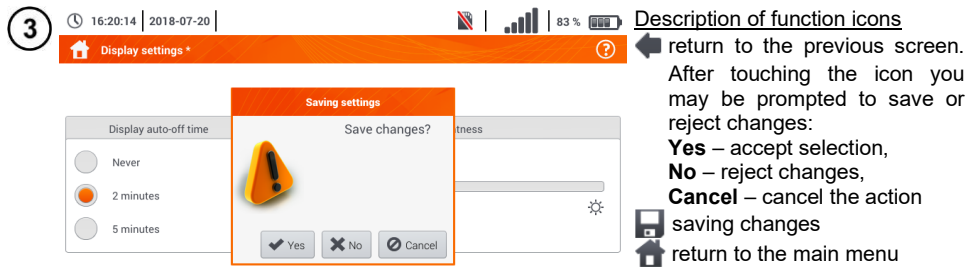 3
16:20:14 2018-07-20 83 %
Display settings *
?
Saving settings
Save changes?
Display auto-off time
tness
Never
2 minutes
5 minutes
Yes No Cancel
Description of function icons
return to the previous screen.
After touching the icon you
may be prompted to save or
reject changes:
Yes – accept selection,
No – reject changes,
Cancel – cancel the action
saving changes
return to the main menu